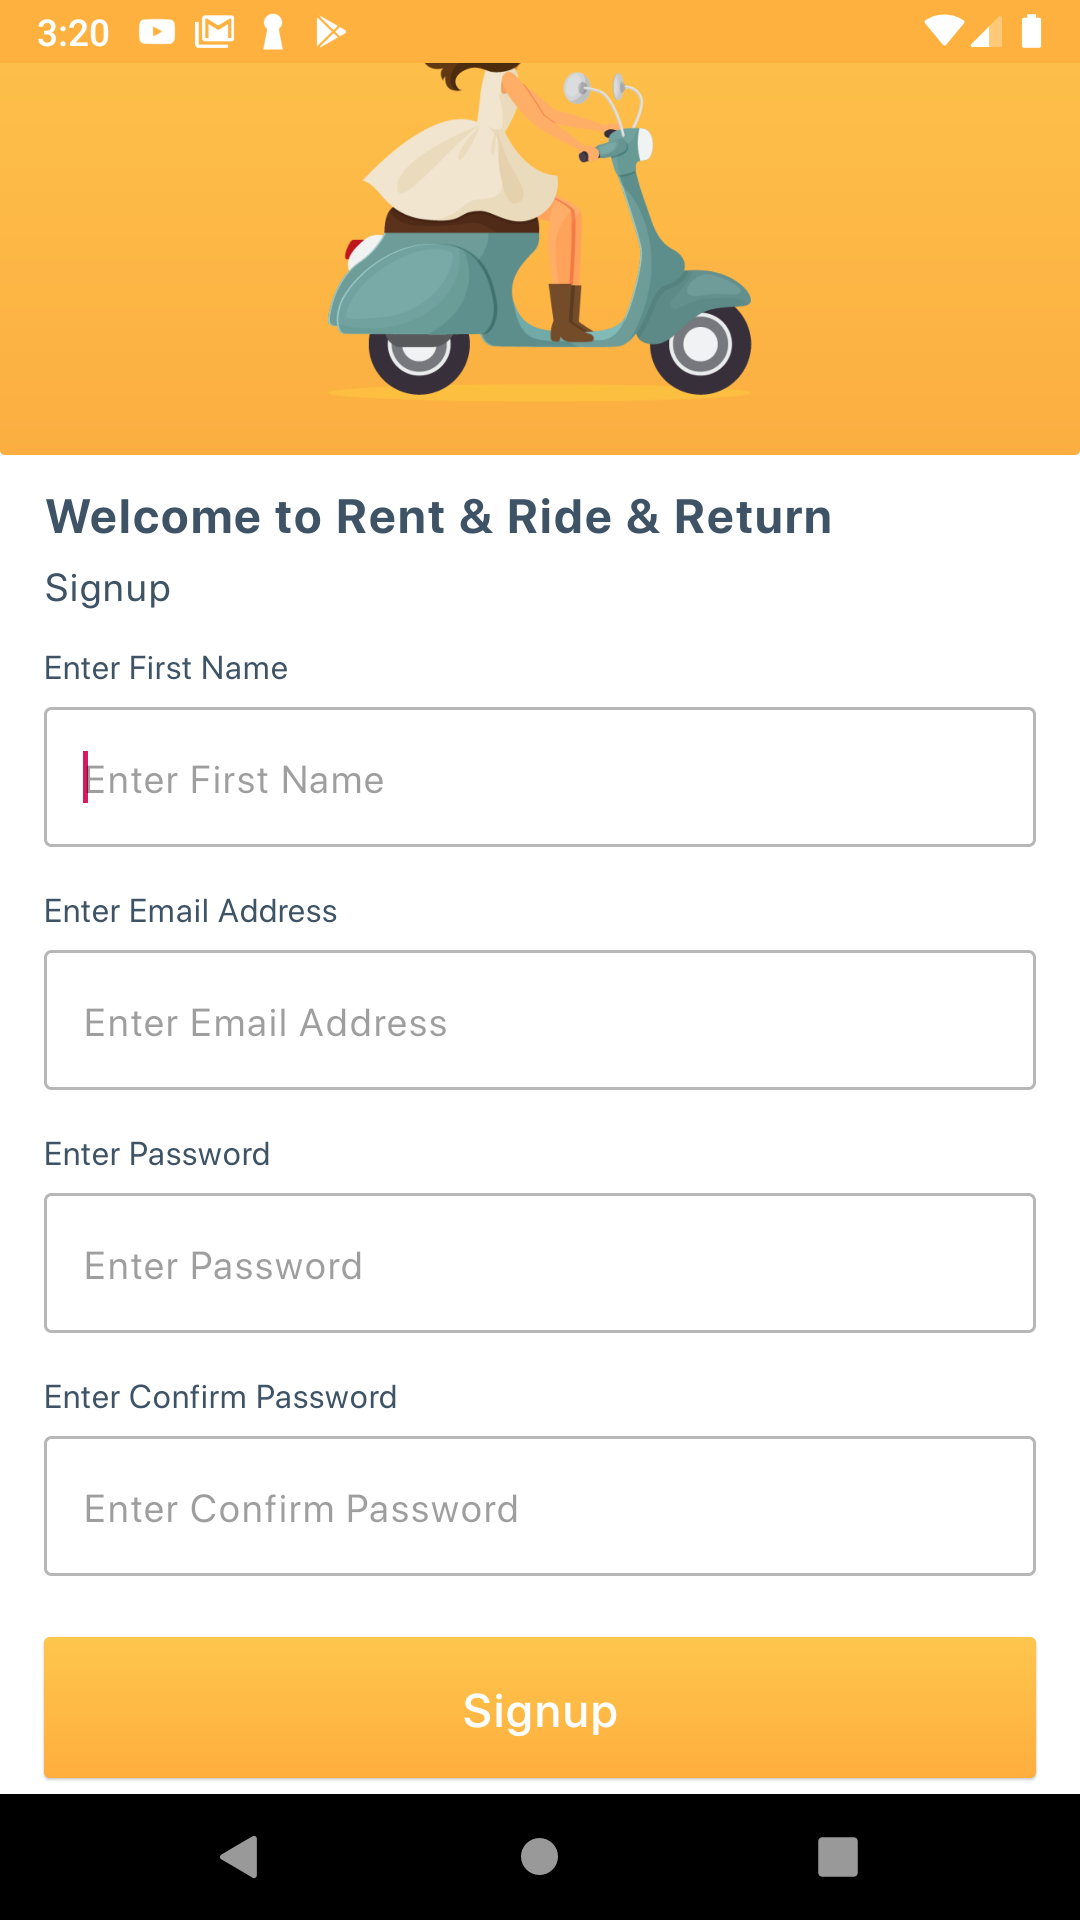 3:20
Welcome to Rent & Ride & Return
Signup
Enter First Name
Enter First Name
Enter Email Address
Enter Email Address
Enter Password
Enter Password
Enter Confirm Password
Enter Confirm Password
Signup